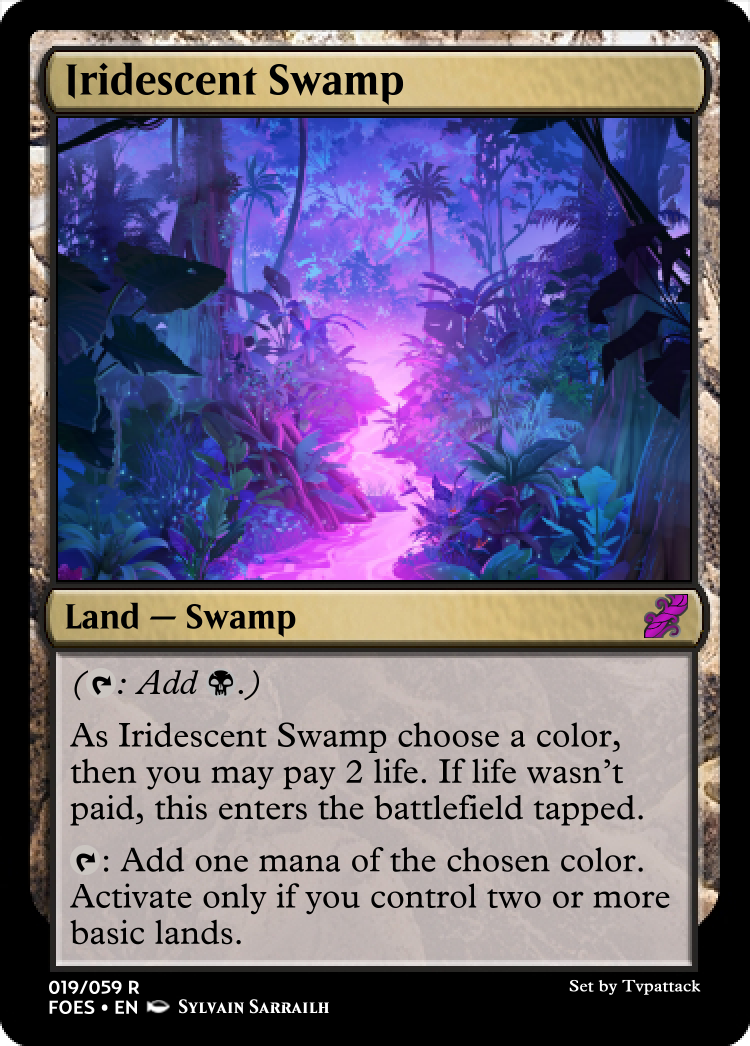 Iridescent Swamp
Land — Swamp
(: Add .)
As Iridescent Swamp choose a color,
then you may pay 2 life. If life wasn't
paid, this enters the battlefield tapped.
: Add one mana of the chosen color.
Activate only if you control two or more
basic lands.
019/059 R
Set by Tvpattack
FOES • EN SYLVAIN SARRAILH